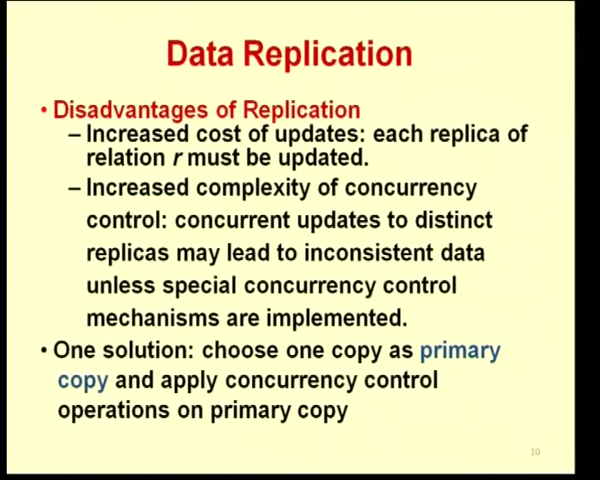 Data Replication
• Disadvantages of Replication
– Increased cost of updates: each replica of
relation r must be updated.
– Increased complexity of concurrency
control: concurrent updates to distinct
replicas may lead to inconsistent data
unless special concurrency control
mechanisms are implemented.
• One solution: choose one copy as primary
copy and apply concurrency control
operations on primary copy
10